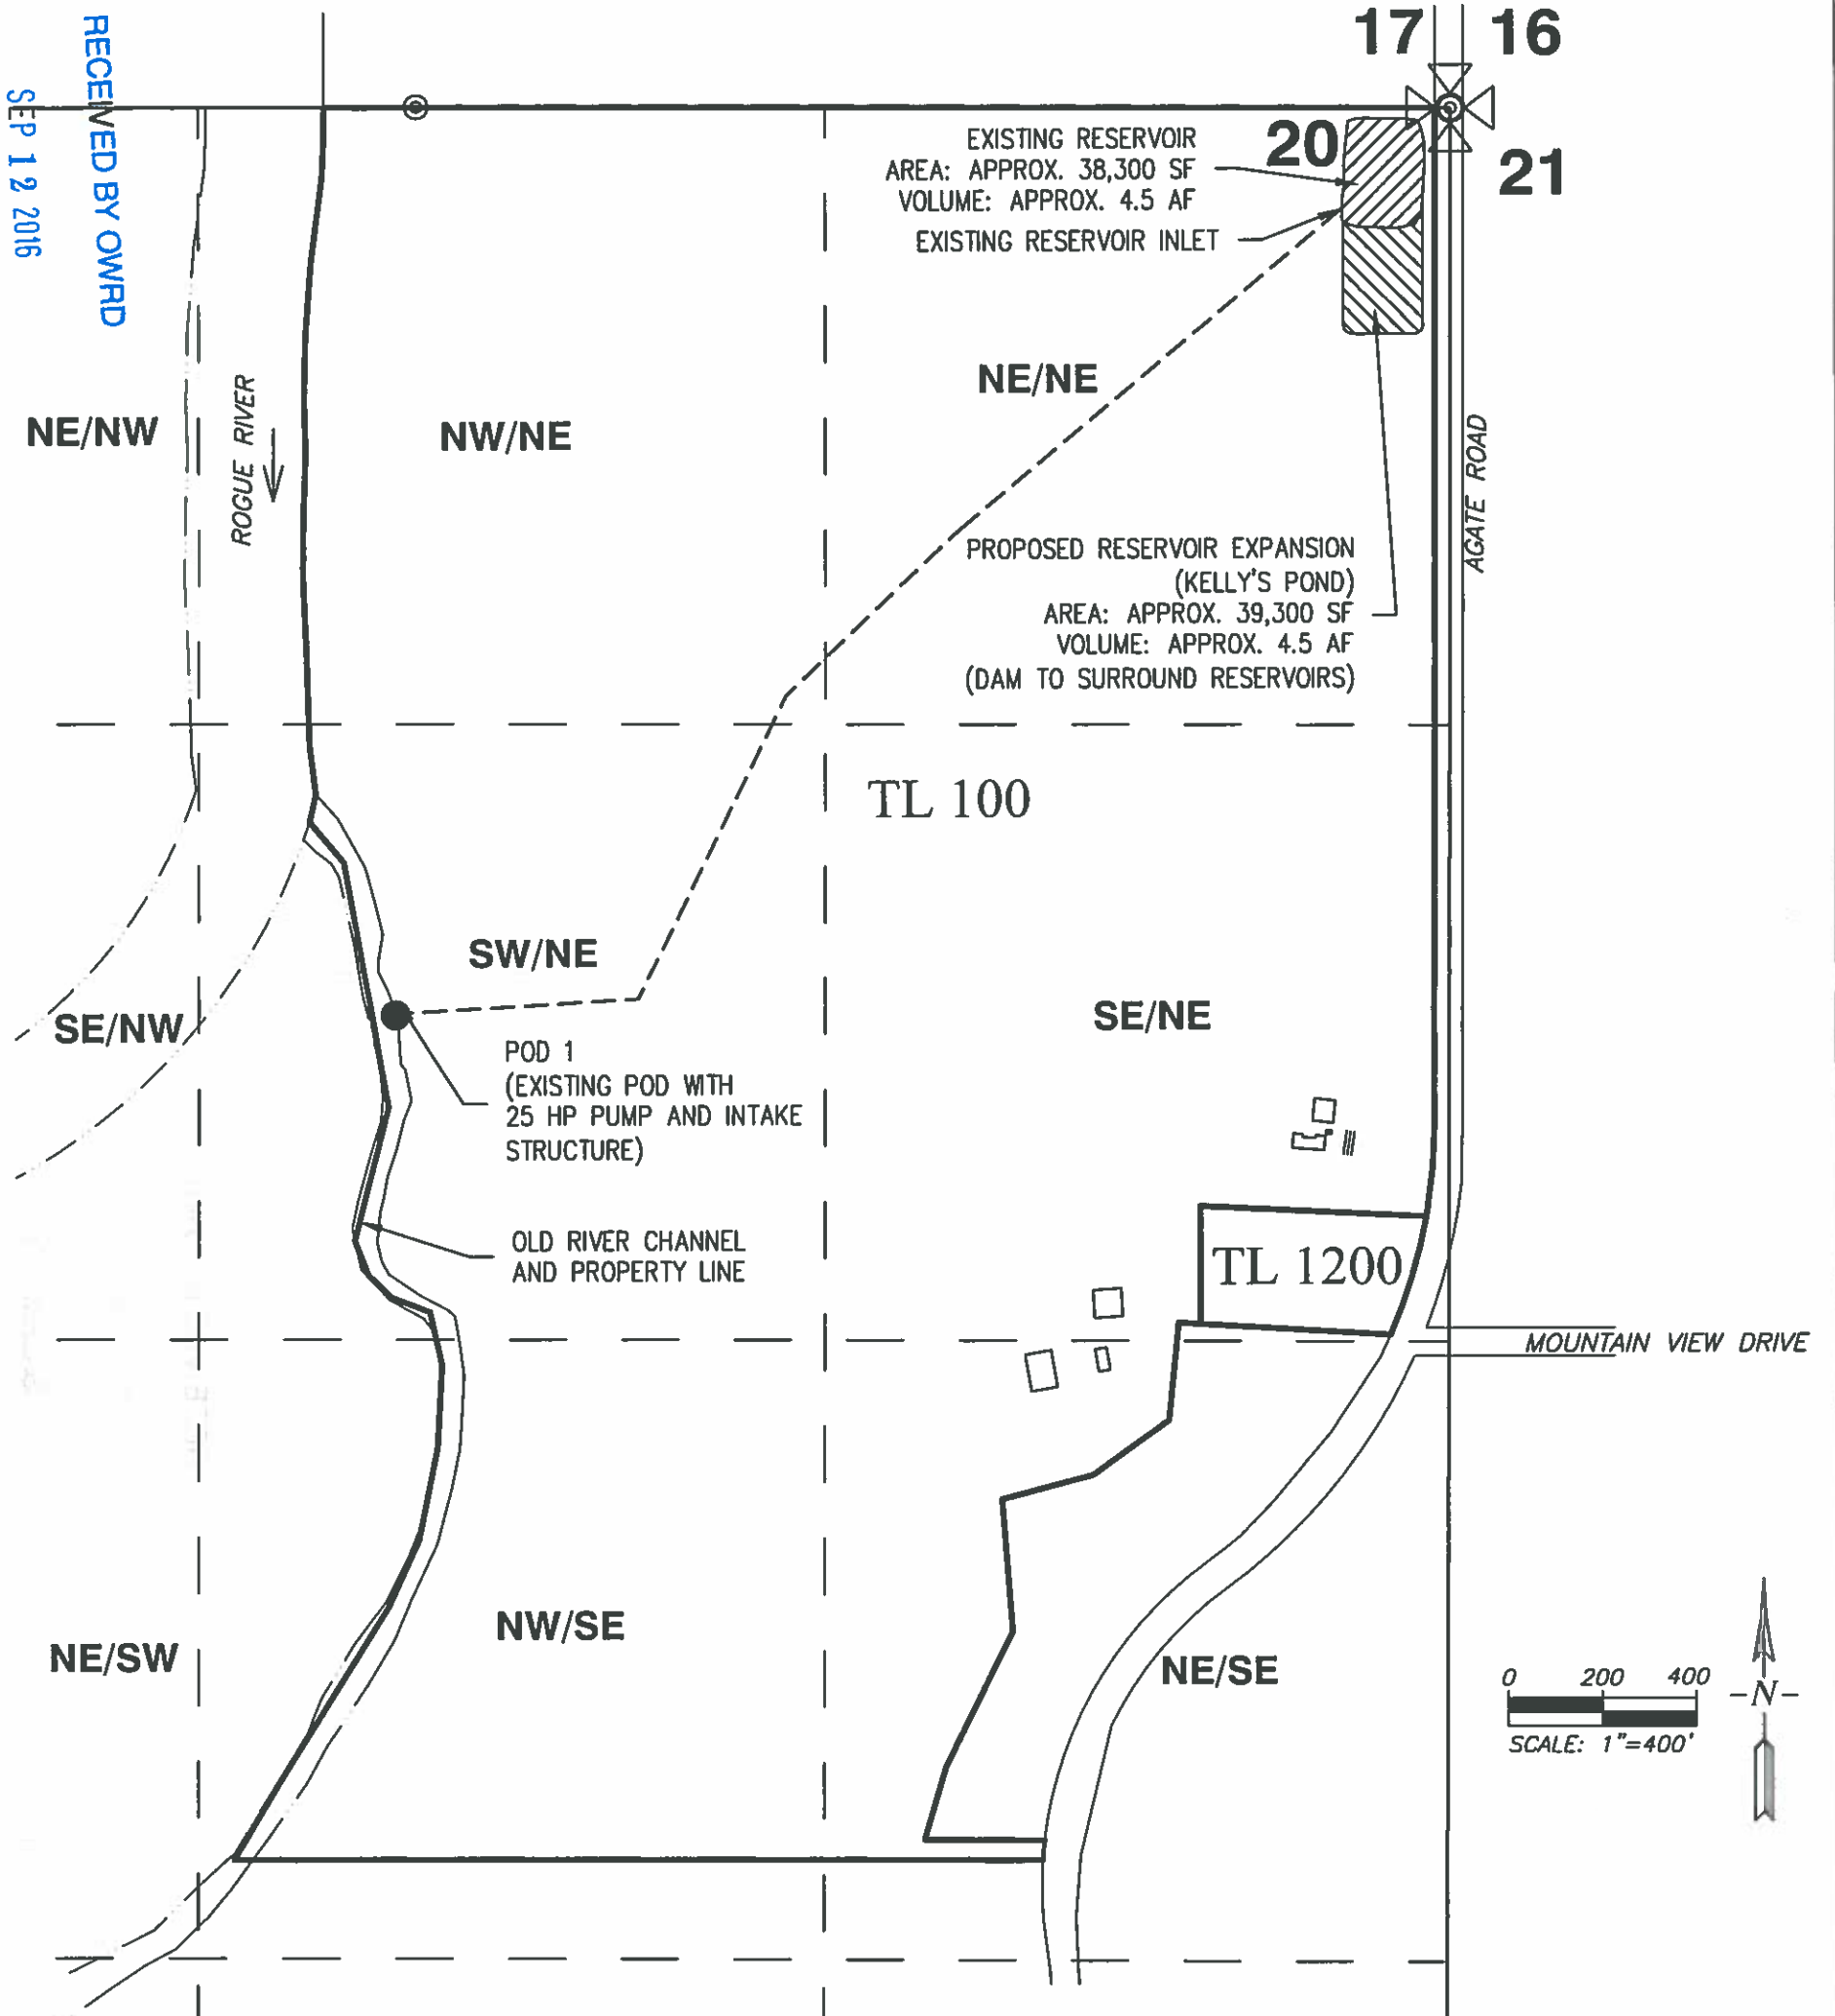 RECEIVED BY OWRD
SEP 12 2016
17
16
20
21
EXISTING RESERVOIR
AREA: APPROX. 38,300 SF
VOLUME: APPROX. 4.5 AF
EXISTING RESERVOIR INLET
NE/NW
ROGUE RIVER
NW/NE
NE/NE
AGATE ROAD
PROPOSED RESERVOIR EXPANSION
(KELLY'S POND)
AREA: APPROX. 39,300 SF
VOLUME: APPROX. 4.5 AF
(DAM TO SURROUND RESERVOIRS)
TL 100
SW/NE
SE/NW
SE/NE
POD 1
(EXISTING POD WITH
25 HP PUMP AND INTAKE
STRUCTURE)
OLD RIVER CHANNEL
AND PROPERTY LINE
TL 1200
MOUNTAIN VIEW DRIVE
NW/SE
NE/SW
NE/SE
0 200 400
SCALE: 1"=400'
-N-